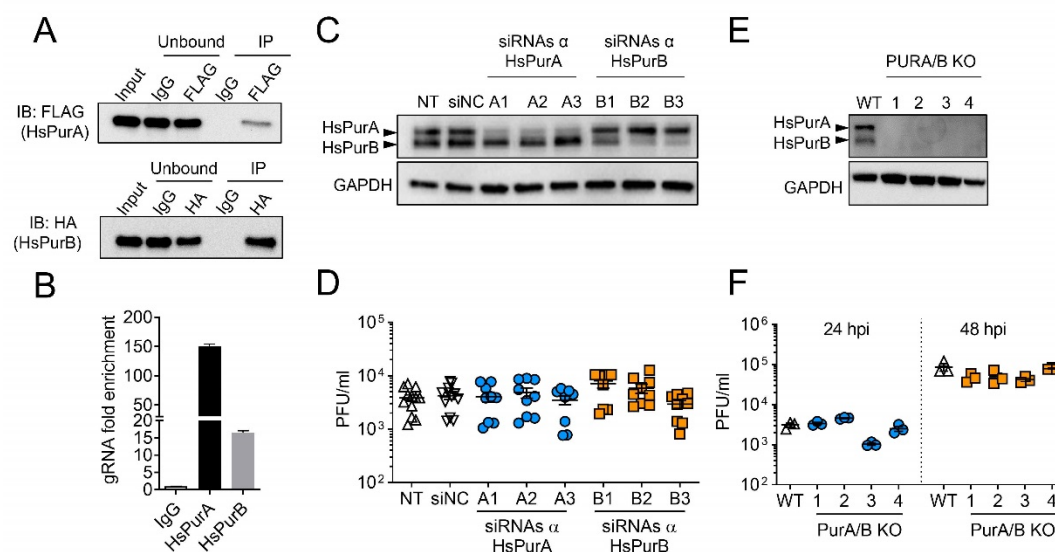 A
Unbound
IP
Input
IgG
FLAG
IgG
FLAG
IB: FLAG
(HsPurA)
Unbound
IP
Input
IgG
HA
IgG
HA
IB: HA
(HsPurB)
B
gRNA fold enrichment
200
150
100
50
20
15
10
5
0
IgG
HsPurA
HsPurB
C
siRNAs α
HsPurA
siRNAs α
HsPurB
NT siNC A1 A2 A3 B1 B2 B3
HsPurA
HsPurB
GAPDH
D
PFU/ml
10⁵
10⁴
10³
10²
NT siNC A1 A2 A3 B1 B2 B3
siRNAs α
HsPurA
siRNAs α
HsPurB
E
PURA/B KO
WT 1 2 3 4
HsPurA
HsPurB
GAPDH
F
24 hpi 48 hpi
PFU/ml
10⁶
10⁵
10⁴
10³
10²
WT 1 2 3 4 WT 1 2 3 4
PurA/B KO PurA/B KO